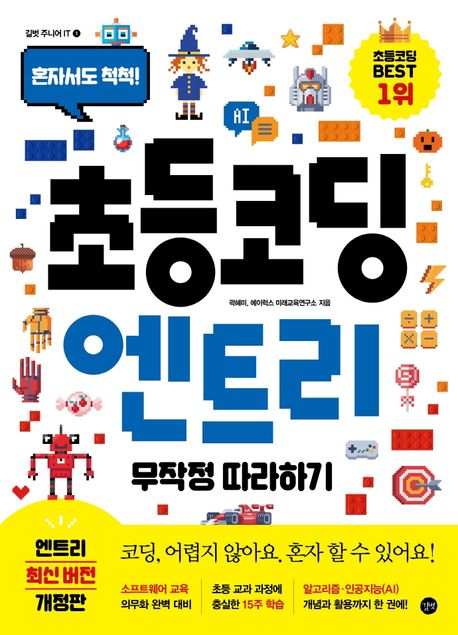 길벗 주니어 IT 1
혼자서도 척척!
초등코딩
BEST
1위
AI
초등코딩
곽혜미, 에이럭스 미래교육연구소 지음
엔트리
무작정 따라하기
엔트리
최신 버전
개정판
코딩, 어렵지 않아요. 혼자 할 수 있어요!
소프트웨어 교육
의무화 완벽 대비
초등 교과 과정에
충실한 15주 학습
알고리즘·인공지능(AI)
개념과 활용까지 한 권에!
길벗